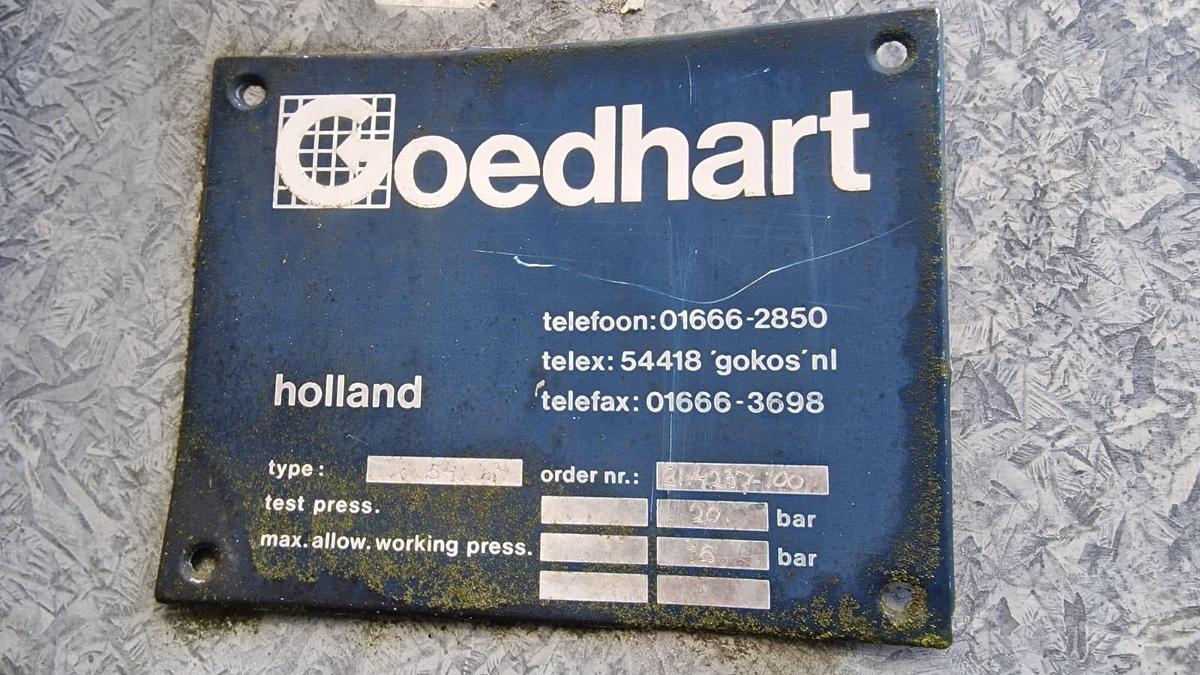 Goedhart
telefoon: 01666-2850
telex: 54418 'gokos' nl
holland
telefax: 01666-3698
type:
order nr.:
test press. 20 bar
max. allow. working press. bar